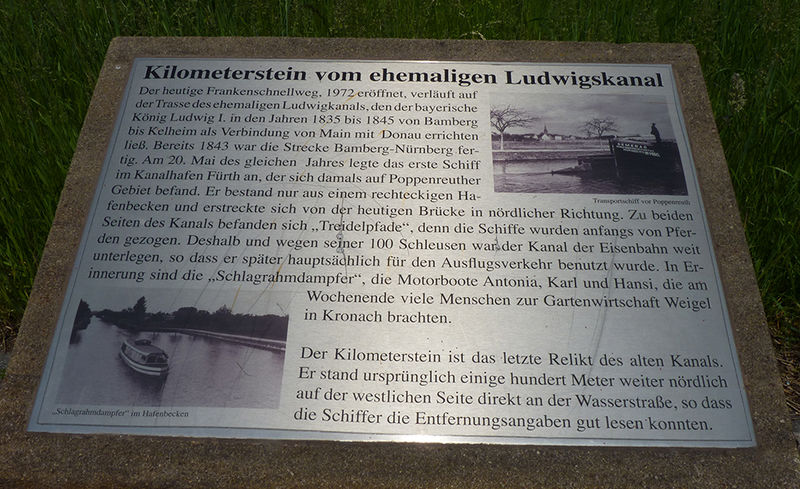 Kilometerstein vom ehemaligen Ludwigskanal
Der heutige Frankenschnellweg, 1972 eröffnet, verläuft auf
der Trasse des ehemaligen Ludwigkanals, den der bayerische
König Ludwig I. in den Jahren 1835 bis 1845 von Bamberg
bis Kelheim als Verbindung von Main mit Donau errichten
ließ. Bereits 1843 war die Strecke Bamberg-Nürnberg fer-
tig. Am 20. Mai des gleichen Jahres legte das erste Schiff
im Kanalhafen Fürth an, der sich damals auf Poppenreuther
Gebiet befand. Er bestand nur aus einem rechteckigen Ha-
fenbecken und erstreckte sich von der heutigen Brücke in nördlicher Richtung. Zu beiden
Seiten des Kanals befanden sich „Treidelpfade“, denn die Schiffe wurden anfangs von Pfer-
den gezogen. Deshalb und wegen seiner 100 Schleusen war der Kanal der Eisenbahn weit
unterlegen, so dass er später hauptsächlich für den Ausflugsverkehr benutzt wurde. In Er-
innerung sind die „Schlagrahmdampfer“, die Motorboote Antonia, Karl und Hansi, die am
Wochenende viele Menschen zur Gartenwirtschaft Weigel
in Kronach brachten.
Der Kilometerstein ist das letzte Relikt des alten Kanals.
Er stand ursprünglich einige hundert Meter weiter nördlich
auf der westlichen Seite direkt an der Wasserstraße, so dass
die Schiffer die Entfernungsangaben gut lesen konnten.
Transportschiff vor Poppenreuth
„Schlagrahmdampfer“ im Hafenbecken